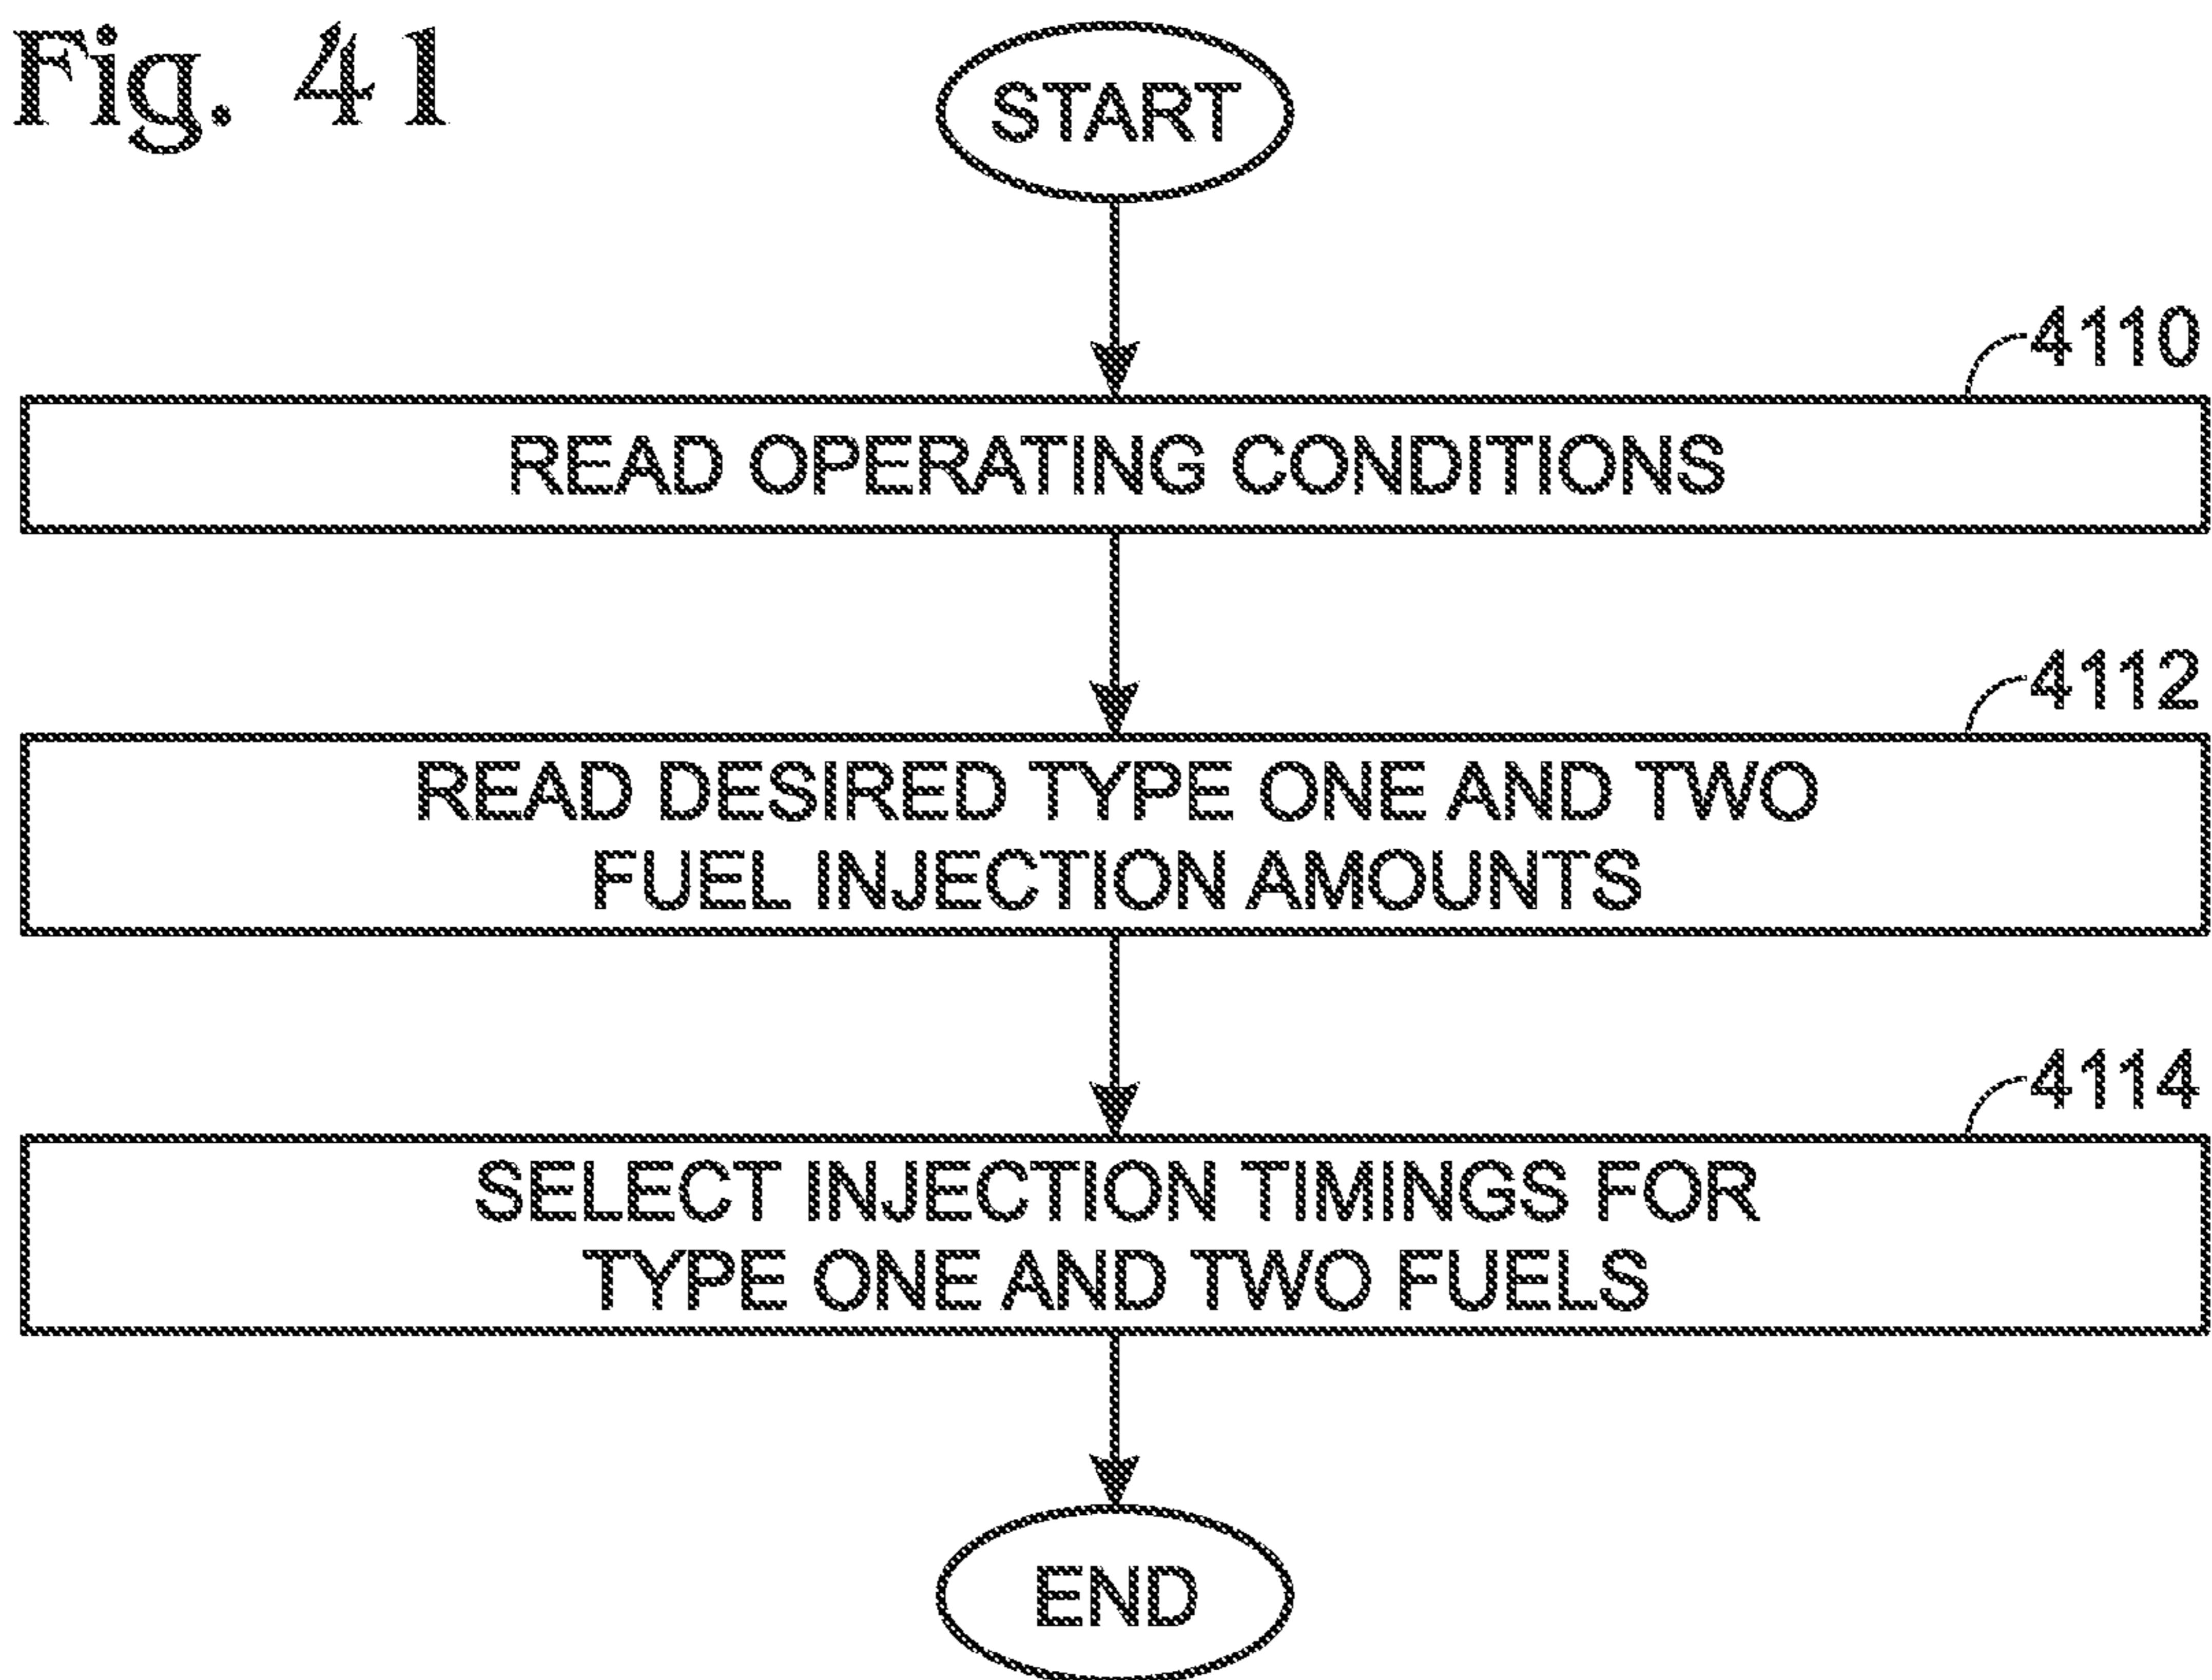 Fig. 41
START
4110
READ OPERATING CONDITIONS
4112
READ DESIRED TYPE ONE AND TWO
FUEL INJECTION AMOUNTS
4114
SELECT INJECTION TIMINGS FOR
TYPE ONE AND TWO FUELS
END